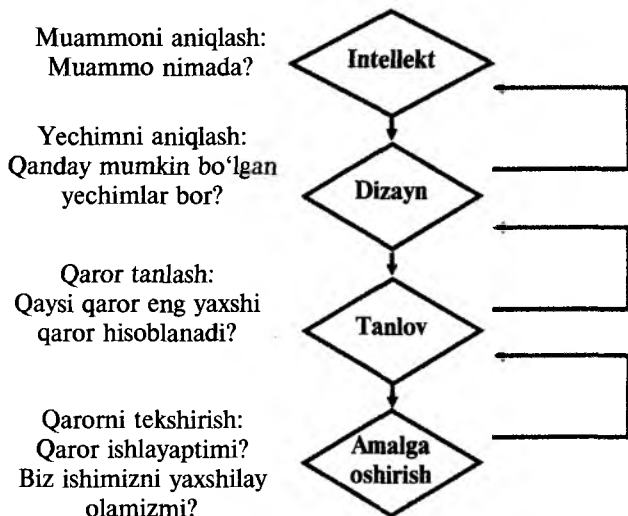 Muammoni aniqlash:
Muammo nimada?
Intellekt
Yechimni aniqlash:
Qanday mumkin bo‘lgan
yechimlar bor?
Dizayn
Qaror tanlash:
Qaysi qaror eng yaxshi
qaror hisoblanadi?
Tanlov
Qarorni tekshirish:
Qaror ishlayaptimi?
Biz ishimizni yaxshilay
olamizmi?
Amalga
oshirish